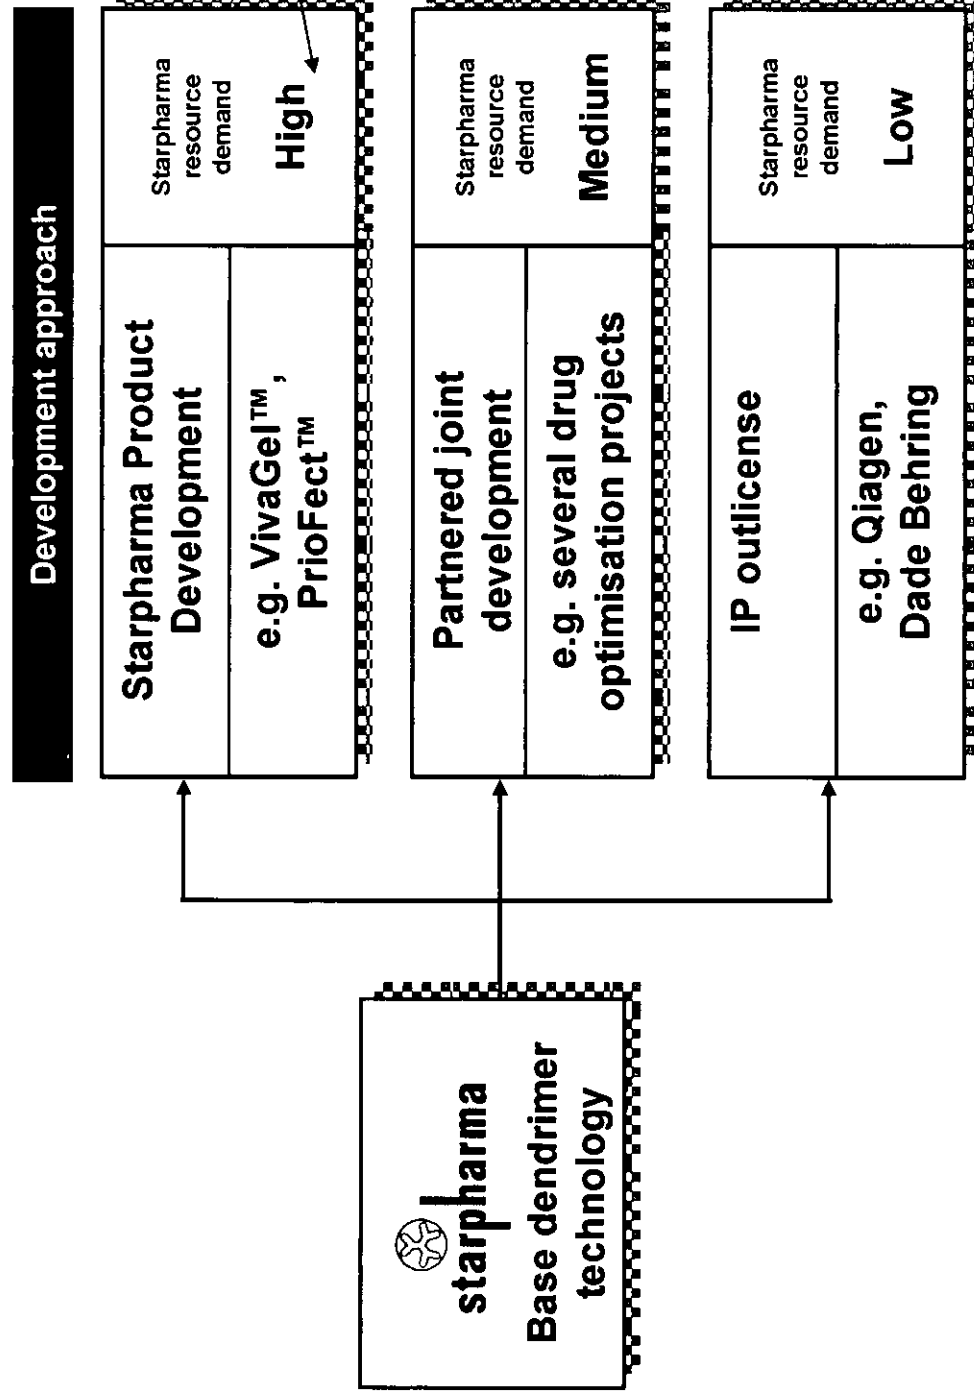 Development approach
starpharma
Base dendrimer
technology
Starpharma Product
Development
e.g. VivaGel™,
PrioFect™
Starpharma
resource
demand
High
Partnered joint
development
e.g. several drug
optimisation projects
Starpharma
resource
demand
Medium
IP outlicense
e.g. Qiagen,
Dade Behring
Starpharma
resource
demand
Low